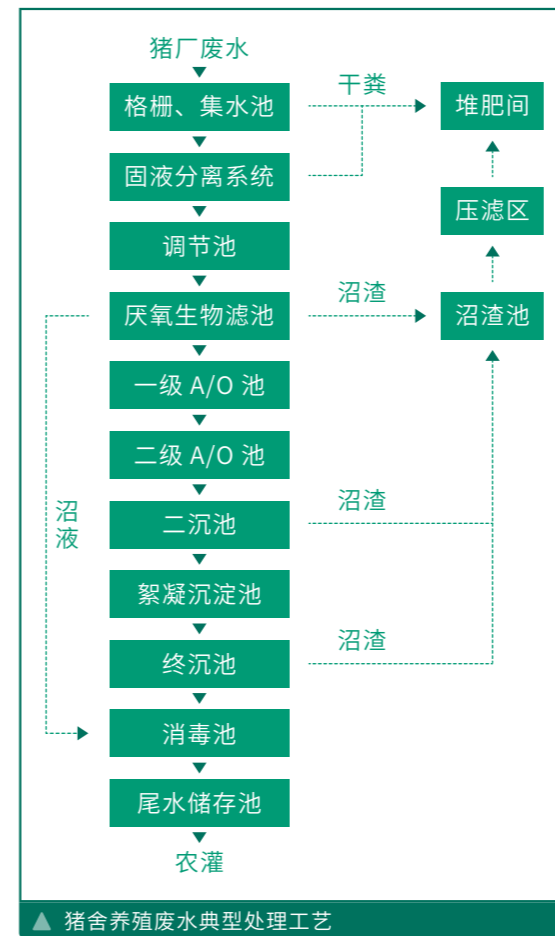 猪厂废水
格栅、集水池
干粪
堆肥间
固液分离系统
压滤区
调节池
厌氧生物滤池
沼渣
沼渣池
一级 A/O 池
二级 A/O 池
沼液
二沉池
沼渣
絮凝沉淀池
终沉池
沼渣
消毒池
尾水储存池
农灌
猪舍养殖废水典型处理工艺